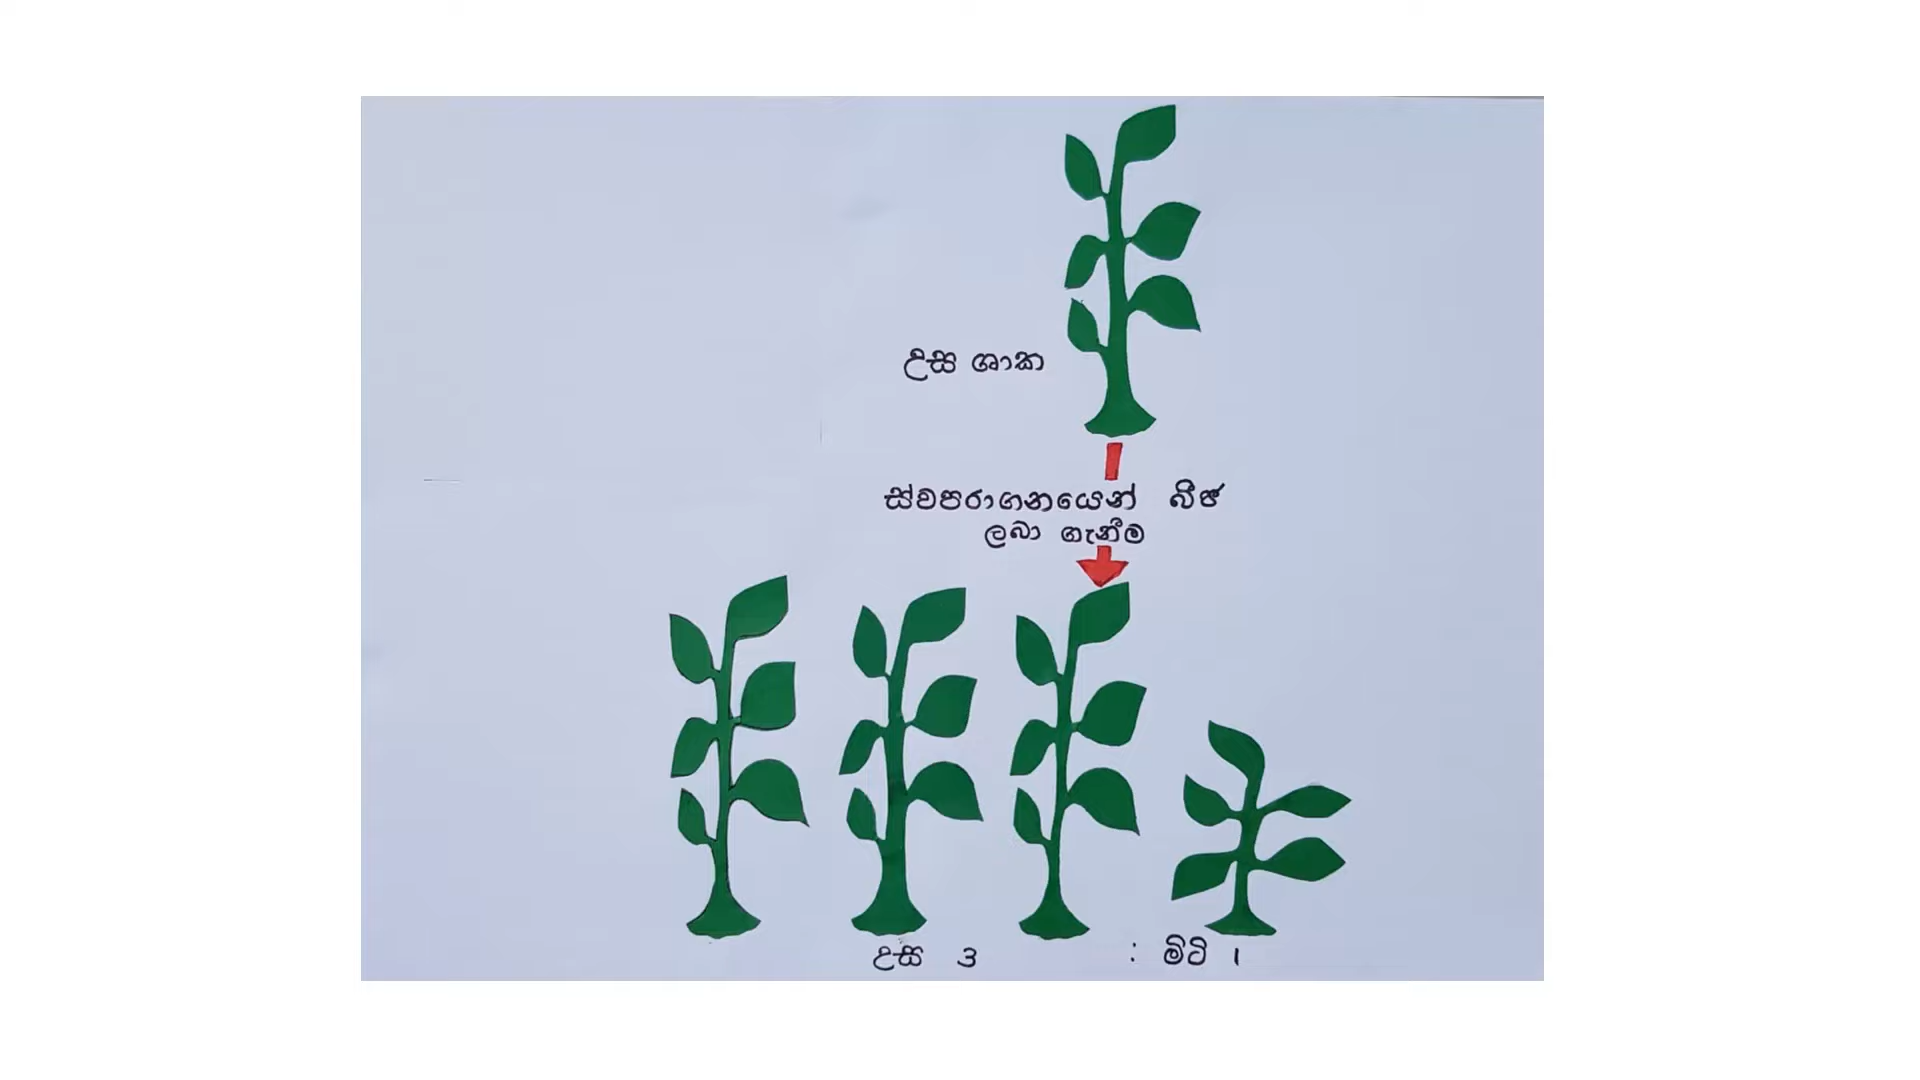 උස ශාක
ස්වපරාගනයෙන් බීජ
ලබා ගැනීම
උස 3 : මිටි 1